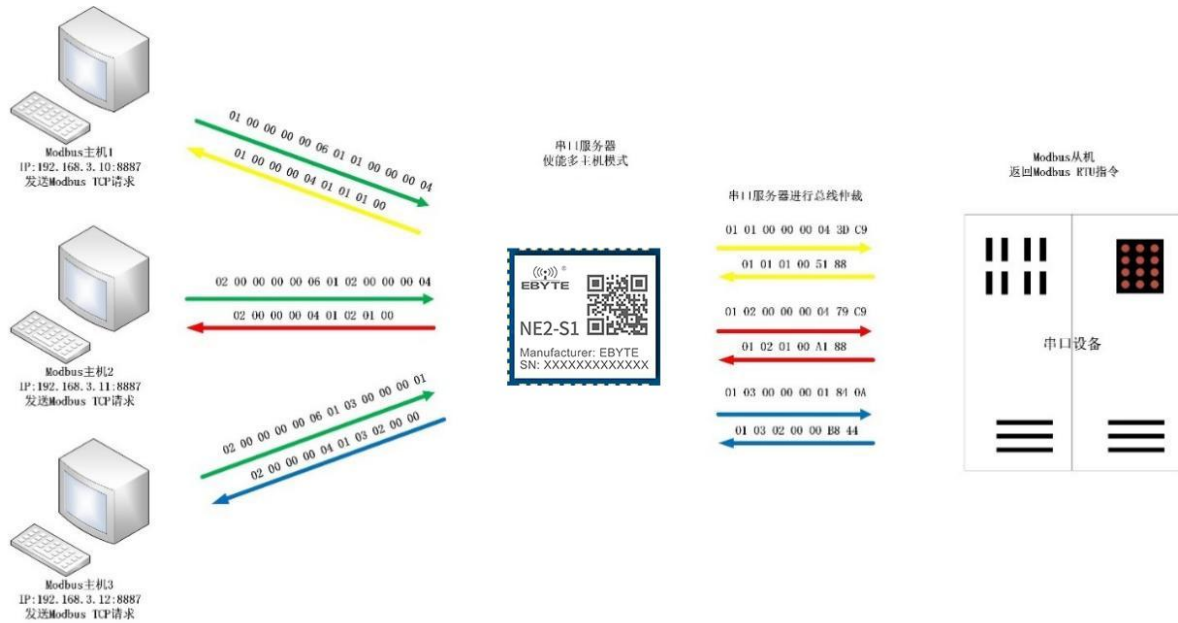 Modbus主机1
IP:192.168.3.10:8887
发送Modbus TCP请求
01 00 00 00 00 06 01 01 00 00 00 04
01 00 00 00 04 01 01 01 00
Modbus主机2
IP:192.168.3.11:8887
发送Modbus TCP请求
02 00 00 00 00 06 01 02 00 00 00 04
02 00 00 00 04 01 02 01 00
Modbus主机3
IP:192.168.3.12:8887
发送Modbus TCP请求
02 00 00 00 00 06 01 03 00 00 00 01
02 00 00 00 04 01 03 02 00 00
串口服务器
使能多主机模式
EBYTE ®
NE2-S1
Manufacturer: EBYTE
SN: XXXXXXXXXXXXX
串口服务器进行总线仲裁
01 01 00 00 00 04 3D C9
01 01 01 00 51 88
01 02 00 00 00 04 79 C9
01 02 01 00 A1 88
01 03 00 00 00 01 84 0A
01 03 02 00 00 B8 44
Modbus从机
返回Modbus RTU指令
串口设备